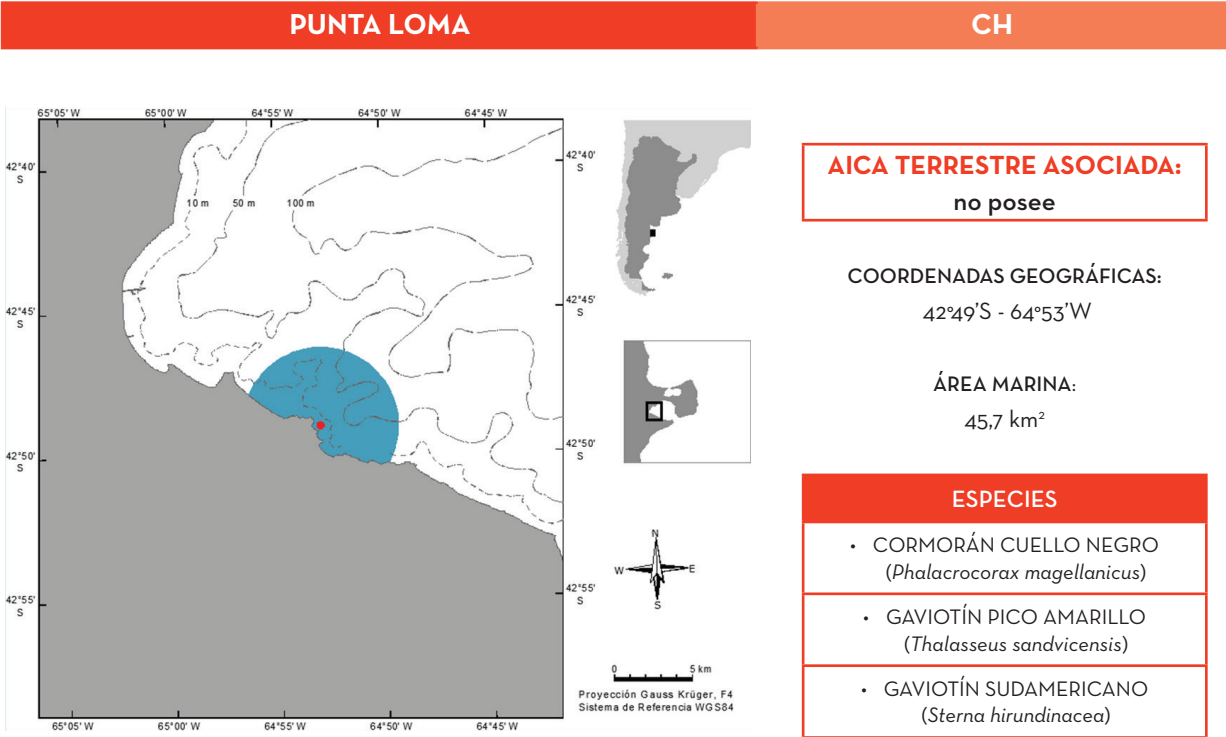 PUNTA LOMA
CH
65°05' W 65°00' W 64°55' W 64°50' W 64°45' W
42°40'
S
42°40'
S
10 m 50 m 100 m
42°45'
S
42°45'
S
42°50'
S
42°50'
S
42°55'
S
42°55'
S
65°05' W 65°00' W 64°55' W 64°50' W 64°45' W
N
W E
S
0 5 km
Proyección Gauss Krüger, F4
Sistema de Referencia WGS84
AICA TERRESTRE ASOCIADA:
no posee
COORDENADAS GEOGRÁFICAS:
42°49'S - 64°53'W
ÁREA MARINA:
45,7 km²
ESPECIES
• CORMORÁN CUELLO NEGRO
(Phalacrocorax magellanicus)
• GAVIOTÍN PICO AMARILLO
(Thalasseus sandvicensis)
• GAVIOTÍN SUDAMERICANO
(Sterna hirundinacea)